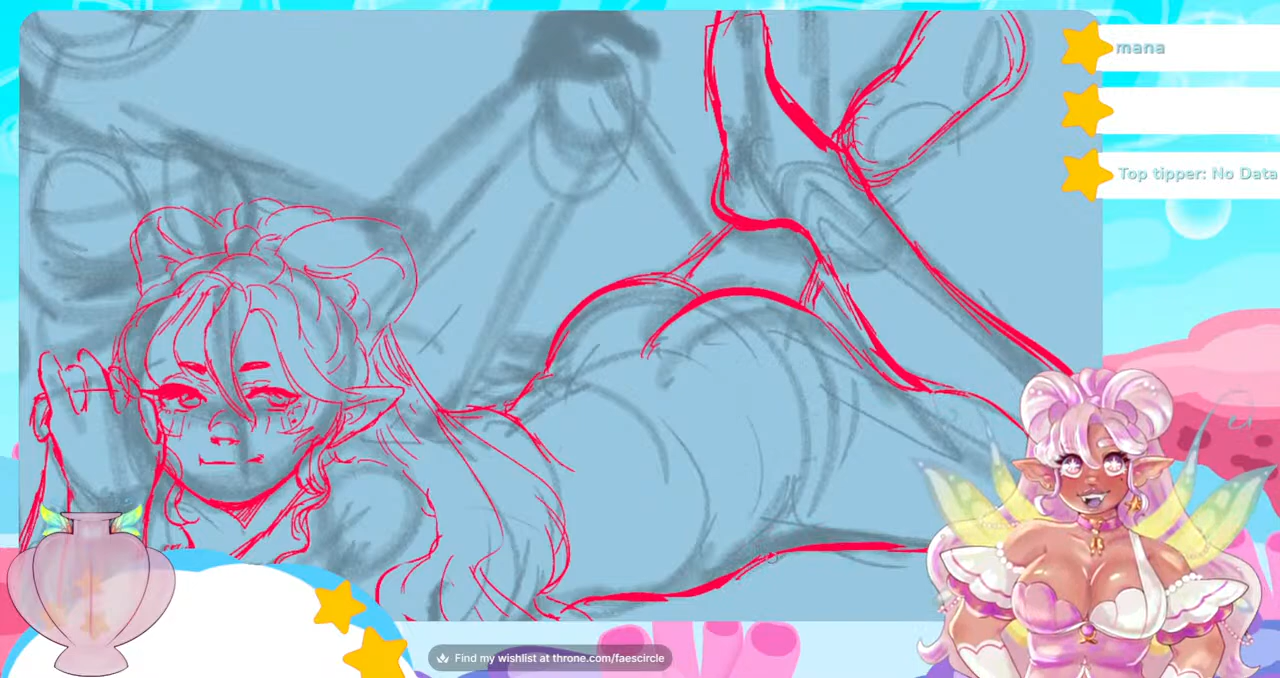 mana
Top tipper: No Data
Find my wishlist at throne.com/faescircle